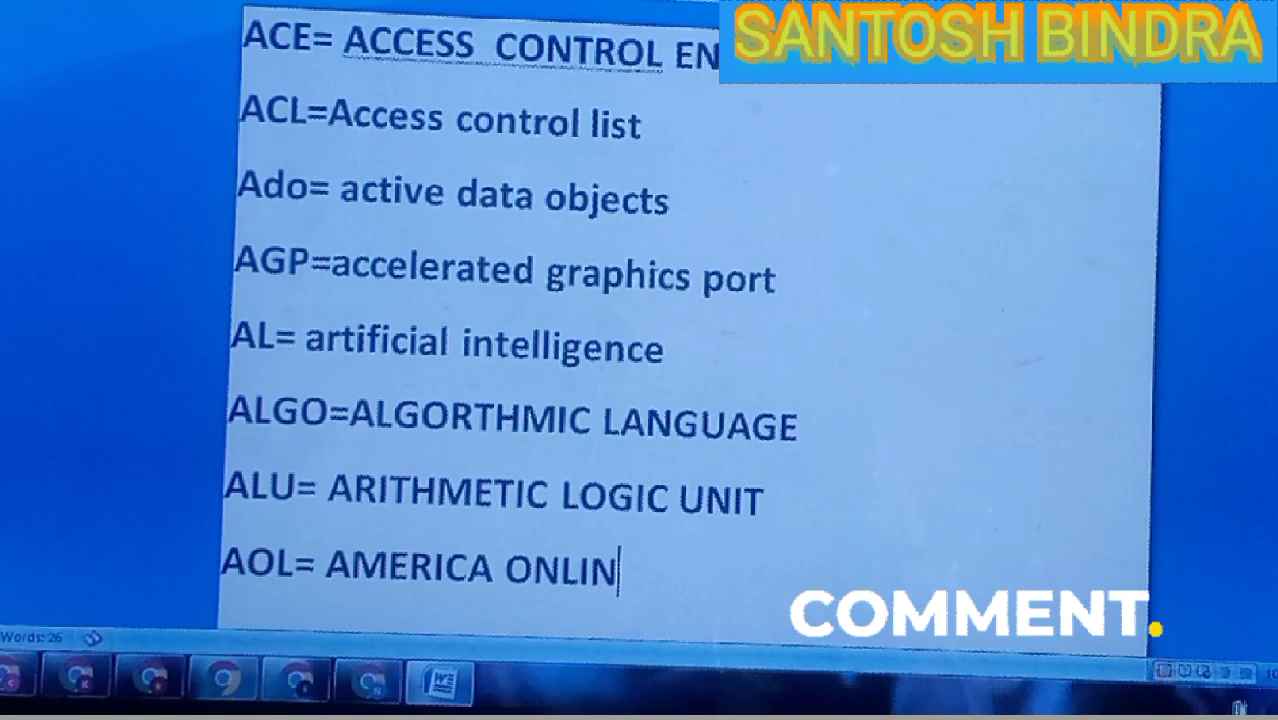 SANTOSH BINDRA
ACE= ACCESS CONTROL EN
ACL=Access control list
Ado= active data objects
AGP=accelerated graphics port
AL= artificial intelligence
ALGO=ALGORTHMIC LANGUAGE
ALU= ARITHMETIC LOGIC UNIT
AOL= AMERICA ONLIN
COMMENT.
Words: 26